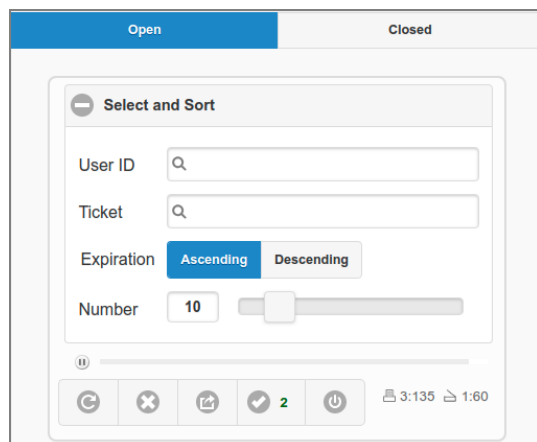 Open Closed
Select and Sort
User ID
Ticket
Expiration Ascending Descending
Number 10
2 3:135 1:60